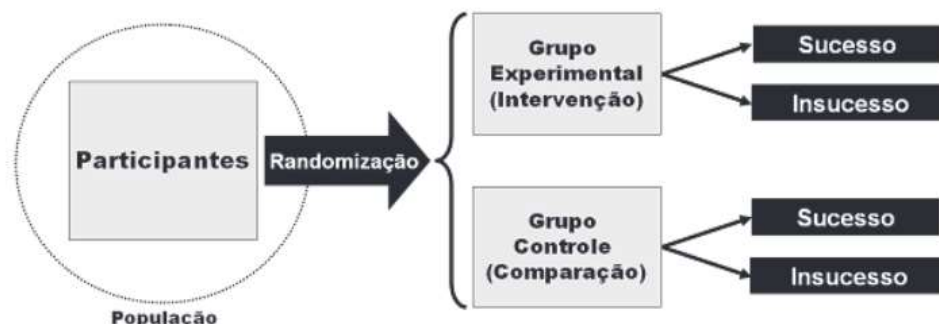 Participantes
População
Randomização
Grupo
Experimental
(Intervenção)
Sucesso
Insucesso
Grupo
Controle
(Comparação)
Sucesso
Insucesso